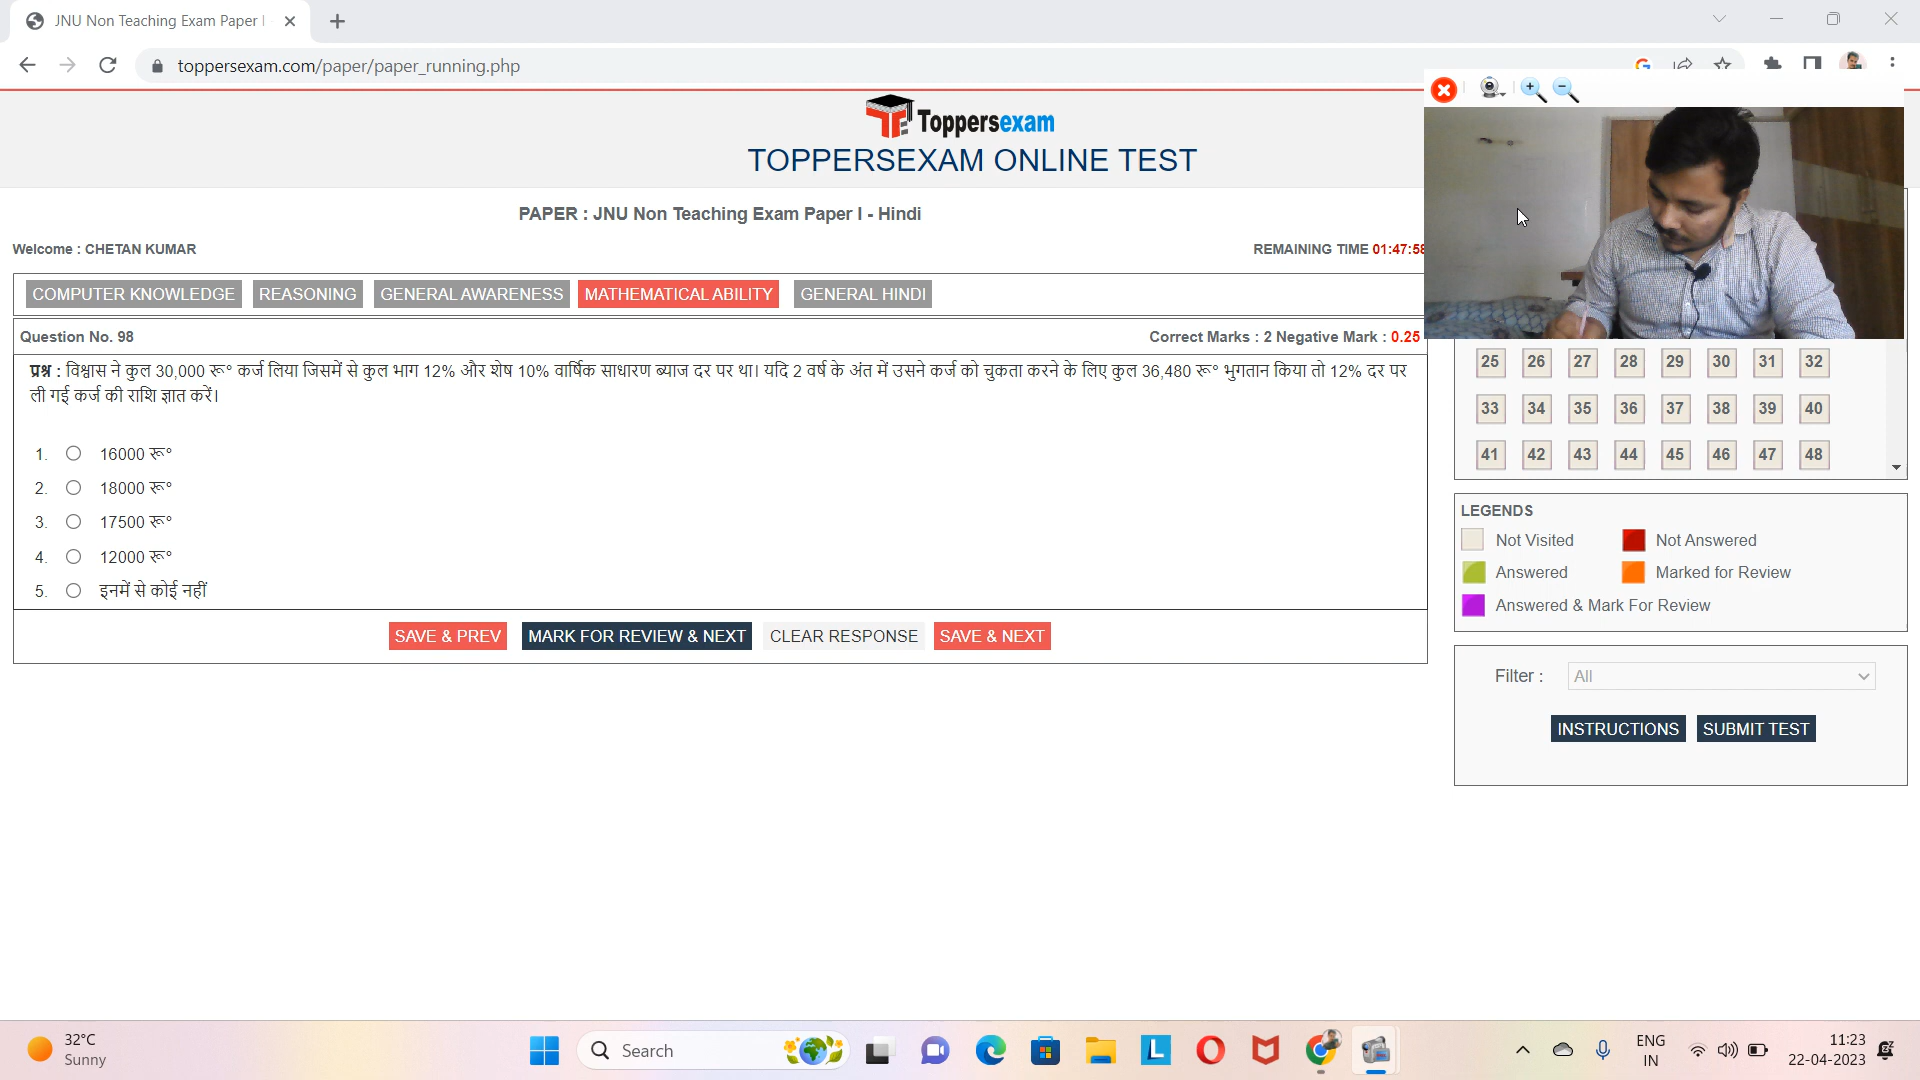 JNU Non Teaching Exam Paper I
toppersexam.com/paper/paper_running.php
Toppersexam
TOPPERSEXAM ONLINE TEST
PAPER : JNU Non Teaching Exam Paper I - Hindi
Welcome : CHETAN KUMAR
REMAINING TIME 01:47:58
COMPUTER KNOWLEDGE REASONING GENERAL AWARENESS MATHEMATICAL ABILITY GENERAL HINDI
Question No. 98
Correct Marks : 2 Negative Mark : 0.25
प्रश्न : विश्वास ने कुल 30,000 रू° कर्ज लिया जिसमें से कुल भाग 12% और शेष 10% वार्षिक साधारण ब्याज दर पर था। यदि 2 वर्ष के अंत में उसने कर्ज को चुकता करने के लिए कुल 36,480 रू° भुगतान किया तो 12% दर पर
ली गई कर्ज की राशि ज्ञात करें।
1. 16000 रू°
2. 18000 रू°
3. 17500 रू°
4. 12000 रू°
5. इनमें से कोई नहीं
SAVE & PREV MARK FOR REVIEW & NEXT CLEAR RESPONSE SAVE & NEXT
25 26 27 28 29 30 31 32
33 34 35 36 37 38 39 40
41 42 43 44 45 46 47 48
LEGENDS
Not Visited Not Answered
Answered Marked for Review
Answered & Mark For Review
Filter : All
INSTRUCTIONS SUBMIT TEST
32°C
Sunny
Search
ENG
IN
11:23
22-04-2023